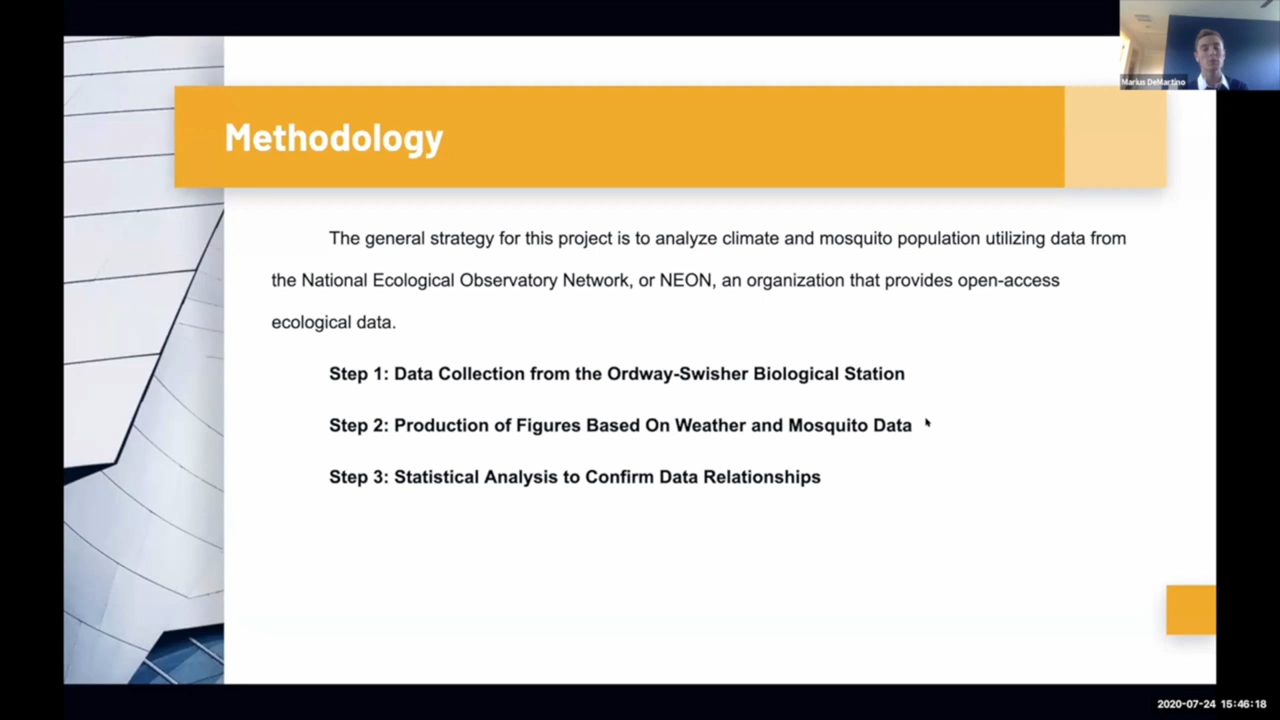 Marius DeMartino
Methodology
The general strategy for this project is to analyze climate and mosquito population utilizing data from
the National Ecological Observatory Network, or NEON, an organization that provides open-access
ecological data.
Step 1: Data Collection from the Ordway-Swisher Biological Station
Step 2: Production of Figures Based On Weather and Mosquito Data
Step 3: Statistical Analysis to Confirm Data Relationships
2020-07-24 15:46:18